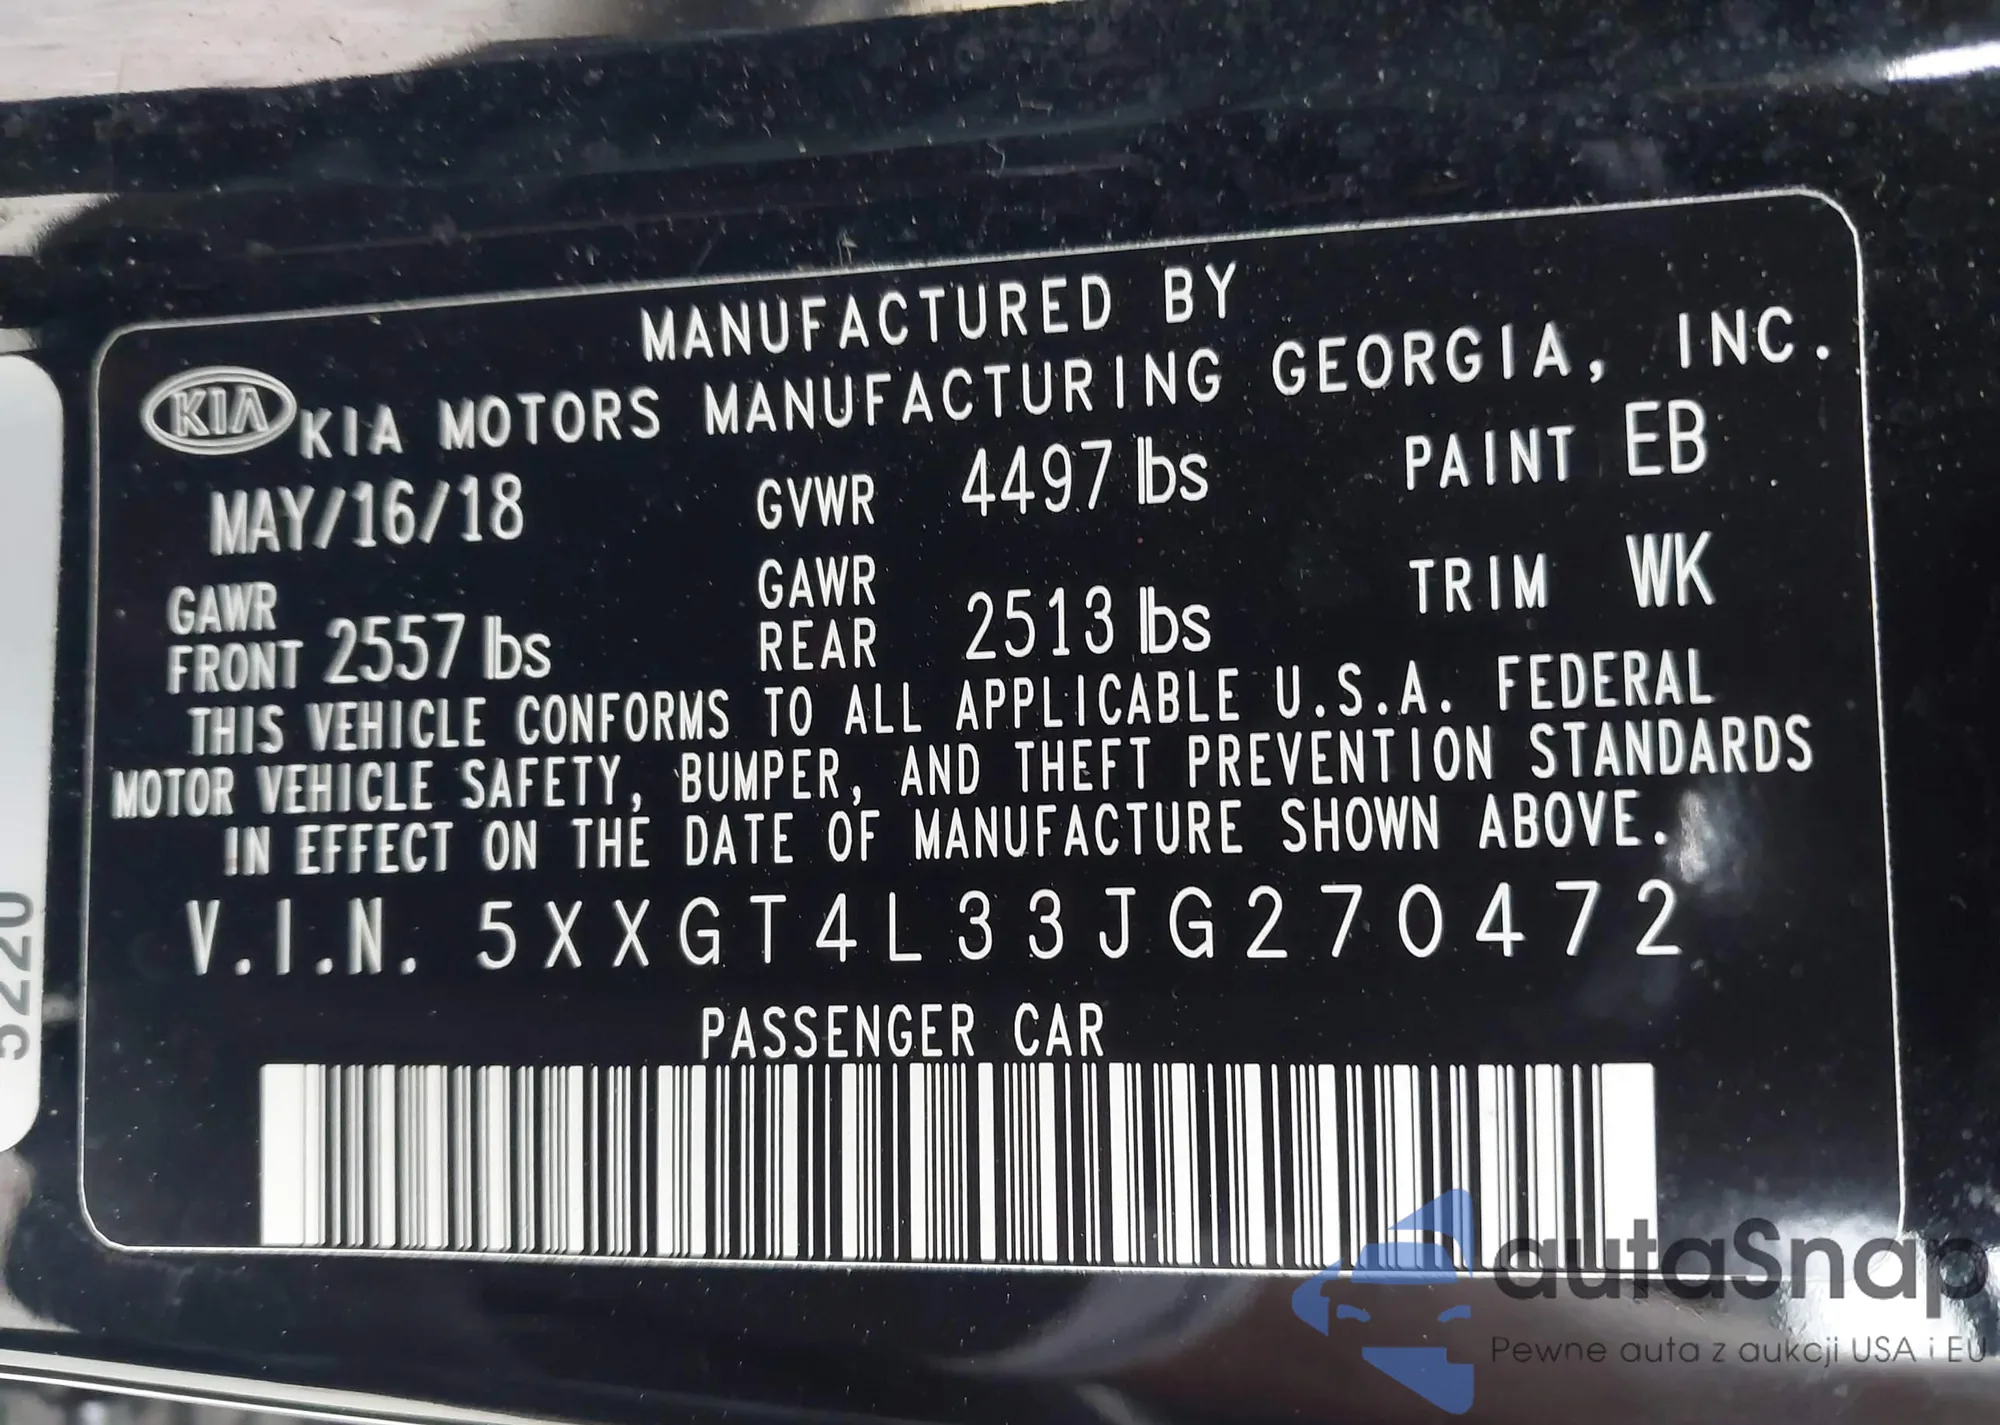 MANUFACTURED BY
KIA KIA MOTORS MANUFACTURING GEORGIA, INC.
MAY/16/18 GVWR 4497 lbs PAINT EB
GAWR FRONT 2557 lbs GAWR REAR 2513 lbs TRIM WK
THIS VEHICLE CONFORMS TO ALL APPLICABLE U.S.A. FEDERAL
MOTOR VEHICLE SAFETY, BUMPER, AND THEFT PREVENTION STANDARDS
IN EFFECT ON THE DATE OF MANUFACTURE SHOWN ABOVE.
V.I.N. 5XXGT4L33JG270472
PASSENGER CAR
5220
autaSnap
Pewne auta z aukcji USA i EU